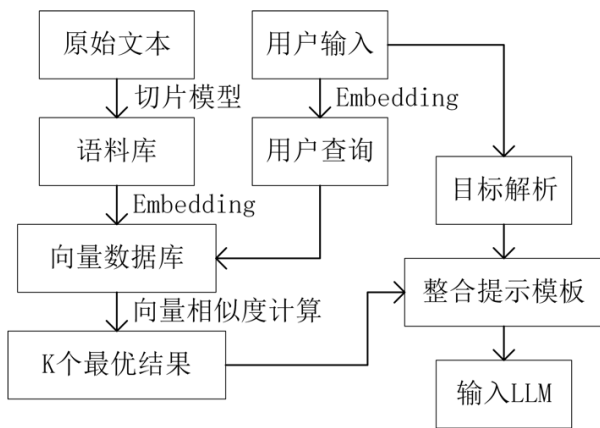 原始文本
用户输入
切片模型
Embedding
语料库
用户查询
目标解析
Embedding
向量数据库
整合提示模板
向量相似度计算
K个最优结果
输入LLM